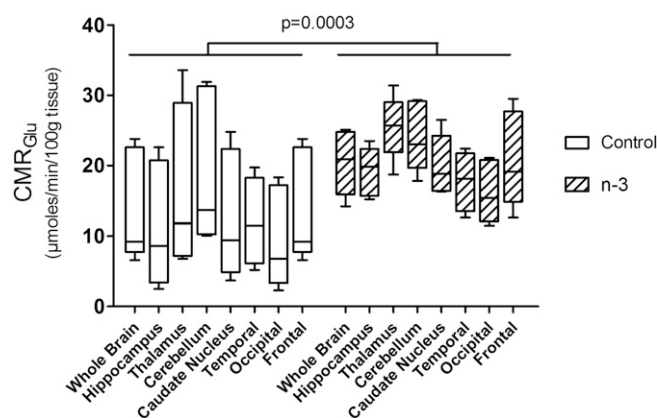 p=0.0003
40
30
20
10
0
CMR_Glu
(µmoles/min/100g tissue)
Control
n-3
Whole Brain
Hippocampus
Thalamus
Cerebellum
Caudate Nucleus
Temporal
Occipital
Frontal
Whole Brain
Hippocampus
Thalamus
Cerebellum
Caudate Nucleus
Temporal
Occipital
Frontal